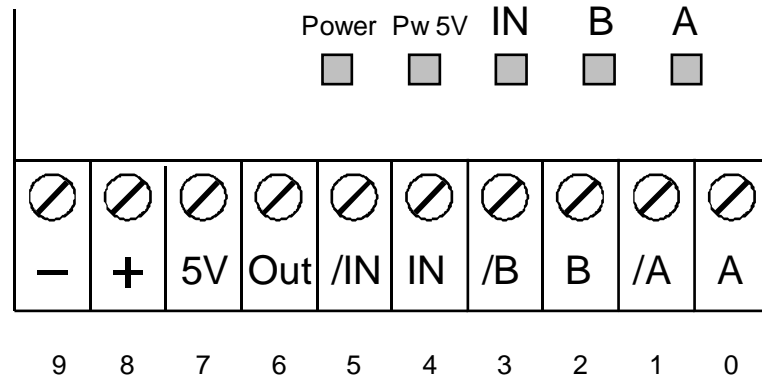 Power Pw 5V IN B A
− + 5V Out /IN IN /B B /A A
9 8 7 6 5 4 3 2 1 0